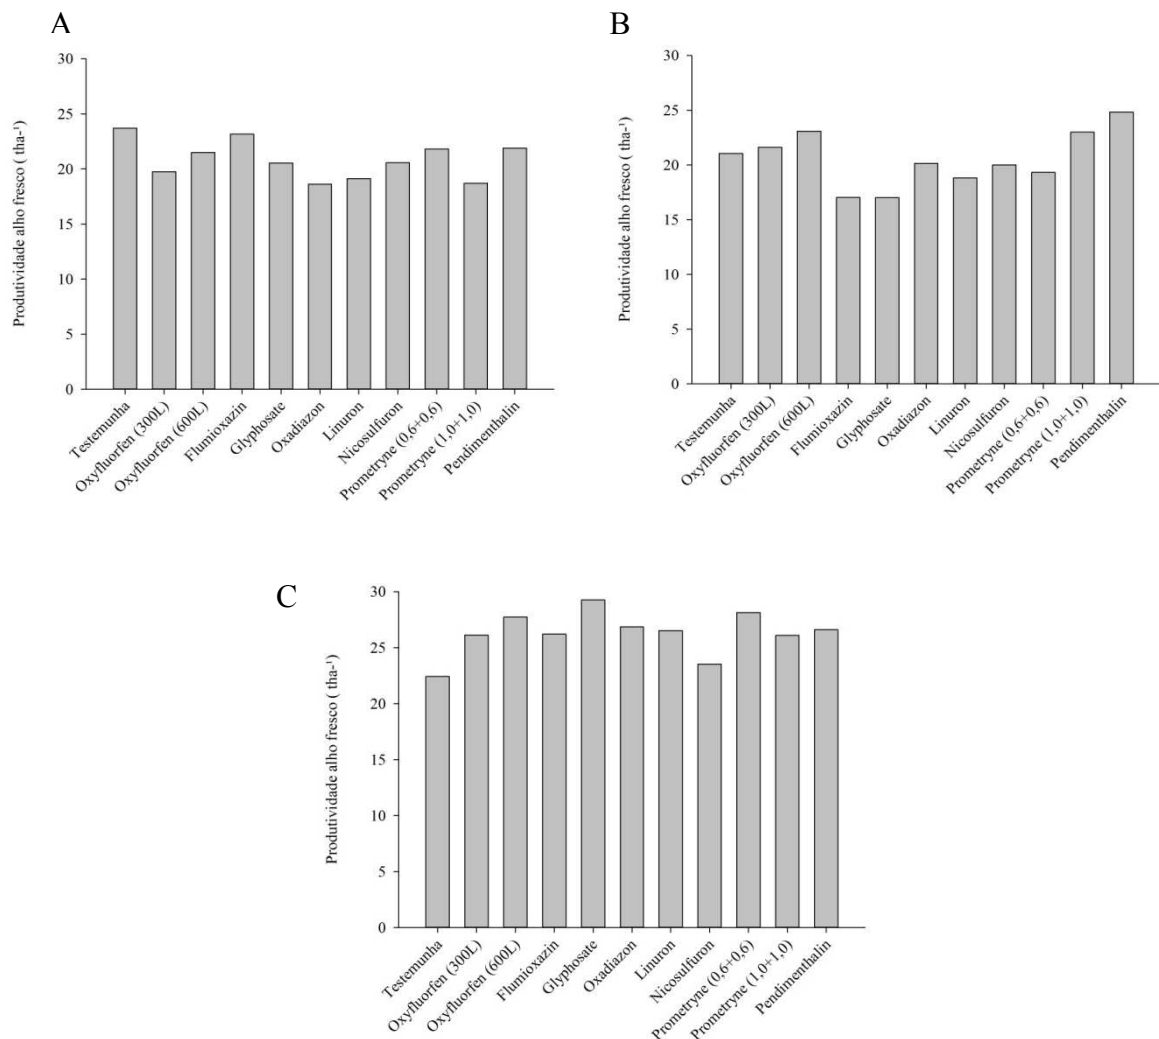 A
Produtividade alho fresco ( tha-¹)
30
25
20
15
10
5
0
Testemunha
Oxyfluorfen (300L)
Oxyfluorfen (600L)
Flumioxazin
Glyphosate
Oxadiazon
Linuron
Nicosulfuron
Prometryne (0,6+0,6)
Prometryne (1,0+1,0)
Pendimenthalin
B
Produtividade alho fresco ( tha-¹)
30
25
20
15
10
5
0
Testemunha
Oxyfluorfen (300L)
Oxyfluorfen (600L)
Flumioxazin
Glyphosate
Oxadiazon
Linuron
Nicosulfuron
Prometryne (0,6+0,6)
Prometryne (1,0+1,0)
Pendimenthalin
C
Produtividade alho fresco ( tha-¹)
30
25
20
15
10
5
0
Testemunha
Oxyfluorfen (300L)
Oxyfluorfen (600L)
Flumioxazin
Glyphosate
Oxadiazon
Linuron
Nicosulfuron
Prometryne (0,6+0,6)
Prometryne (1,0+1,0)
Pendimenthalin